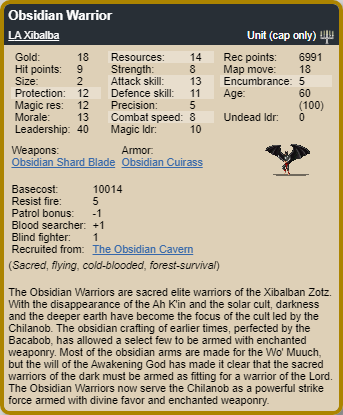 Obsidian Warrior
LA Xibalba Unit (cap only)
Gold: 18 Resources: 14 Rec points: 6991
Hit points: 9 Strength: 8 Map move: 18
Size: 2 Attack skill: 13 Encumbrance: 5
Protection: 12 Defence skill: 11 Age: 60
Magic res: 12 Precision: 5 (100)
Morale: 13 Combat speed: 8 Undead ldr: 0
Leadership: 40 Magic ldr: 10
Weapons: Armor:
Obsidian Shard Blade Obsidian Cuirass
Basecost: 10014
Resist fire: 5
Patrol bonus: -1
Blood searcher: +1
Blind fighter: 1
Recruited from: The Obsidian Cavern
(Sacred, flying, cold-blooded, forest-survival)
The Obsidian Warriors are sacred elite warriors of the Xibalban Zotz.
With the disappearance of the Ah K'in and the solar cult, darkness
and the deeper earth have become the focus of the cult led by the
Chilanob. The obsidian crafting of earlier times, perfected by the
Bacabob, has allowed a select few to be armed with enchanted
weaponry. Most of the obsidian arms are made for the Wo' Muuch,
but the will of the Awakening God has made it clear that the sacred
warriors of the dark must be armed as fitting for a warrior of the Lord.
The Obsidian Warriors now serve the Chilanob as a powerful strike
force armed with divine favor and enchanted weaponry.